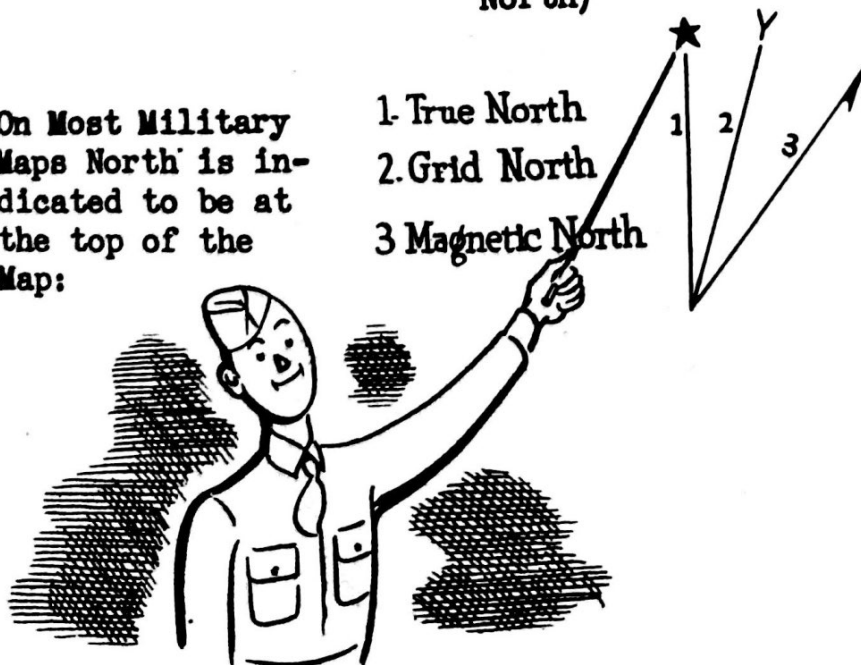 North)
On Most Military
Maps North is in-
dicated to be at
the top of the
Map:
1- True North
2. Grid North
3 Magnetic North
1
2
3
Y